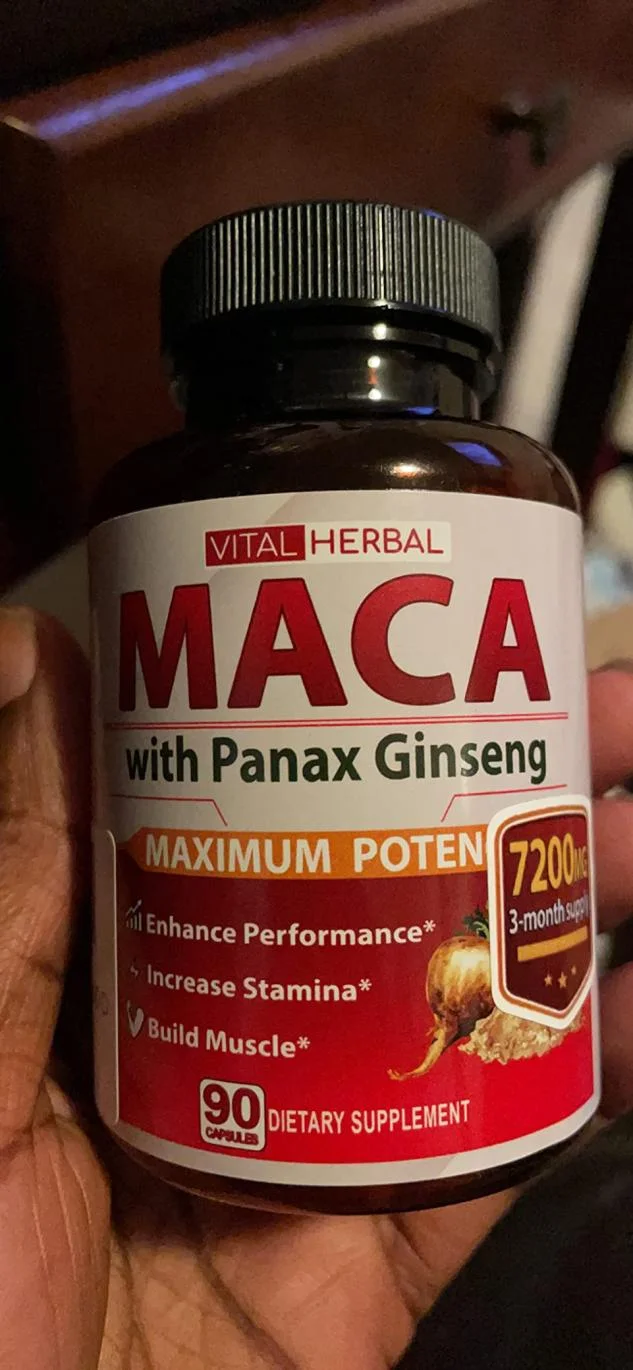 VITAL HERBAL
MACA
with Panax Ginseng
MAXIMUM POTEN
7200MG
3-month supply
Enhance Performance*
Increase Stamina*
Build Muscle*
90
CAPSULES
DIETARY SUPPLEMENT